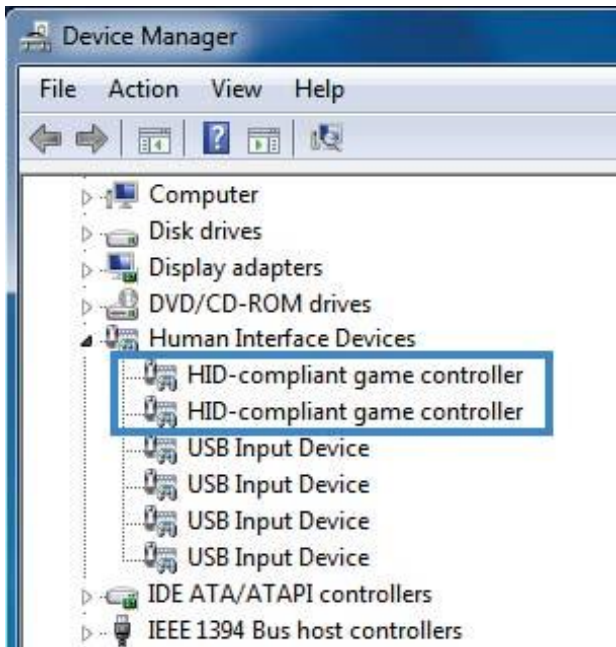 Device Manager
File Action View Help
Computer
Disk drives
Display adapters
DVD/CD-ROM drives
Human Interface Devices
HID-compliant game controller
HID-compliant game controller
USB Input Device
USB Input Device
USB Input Device
USB Input Device
IDE ATA/ATAPI controllers
IEEE 1394 Bus host controllers